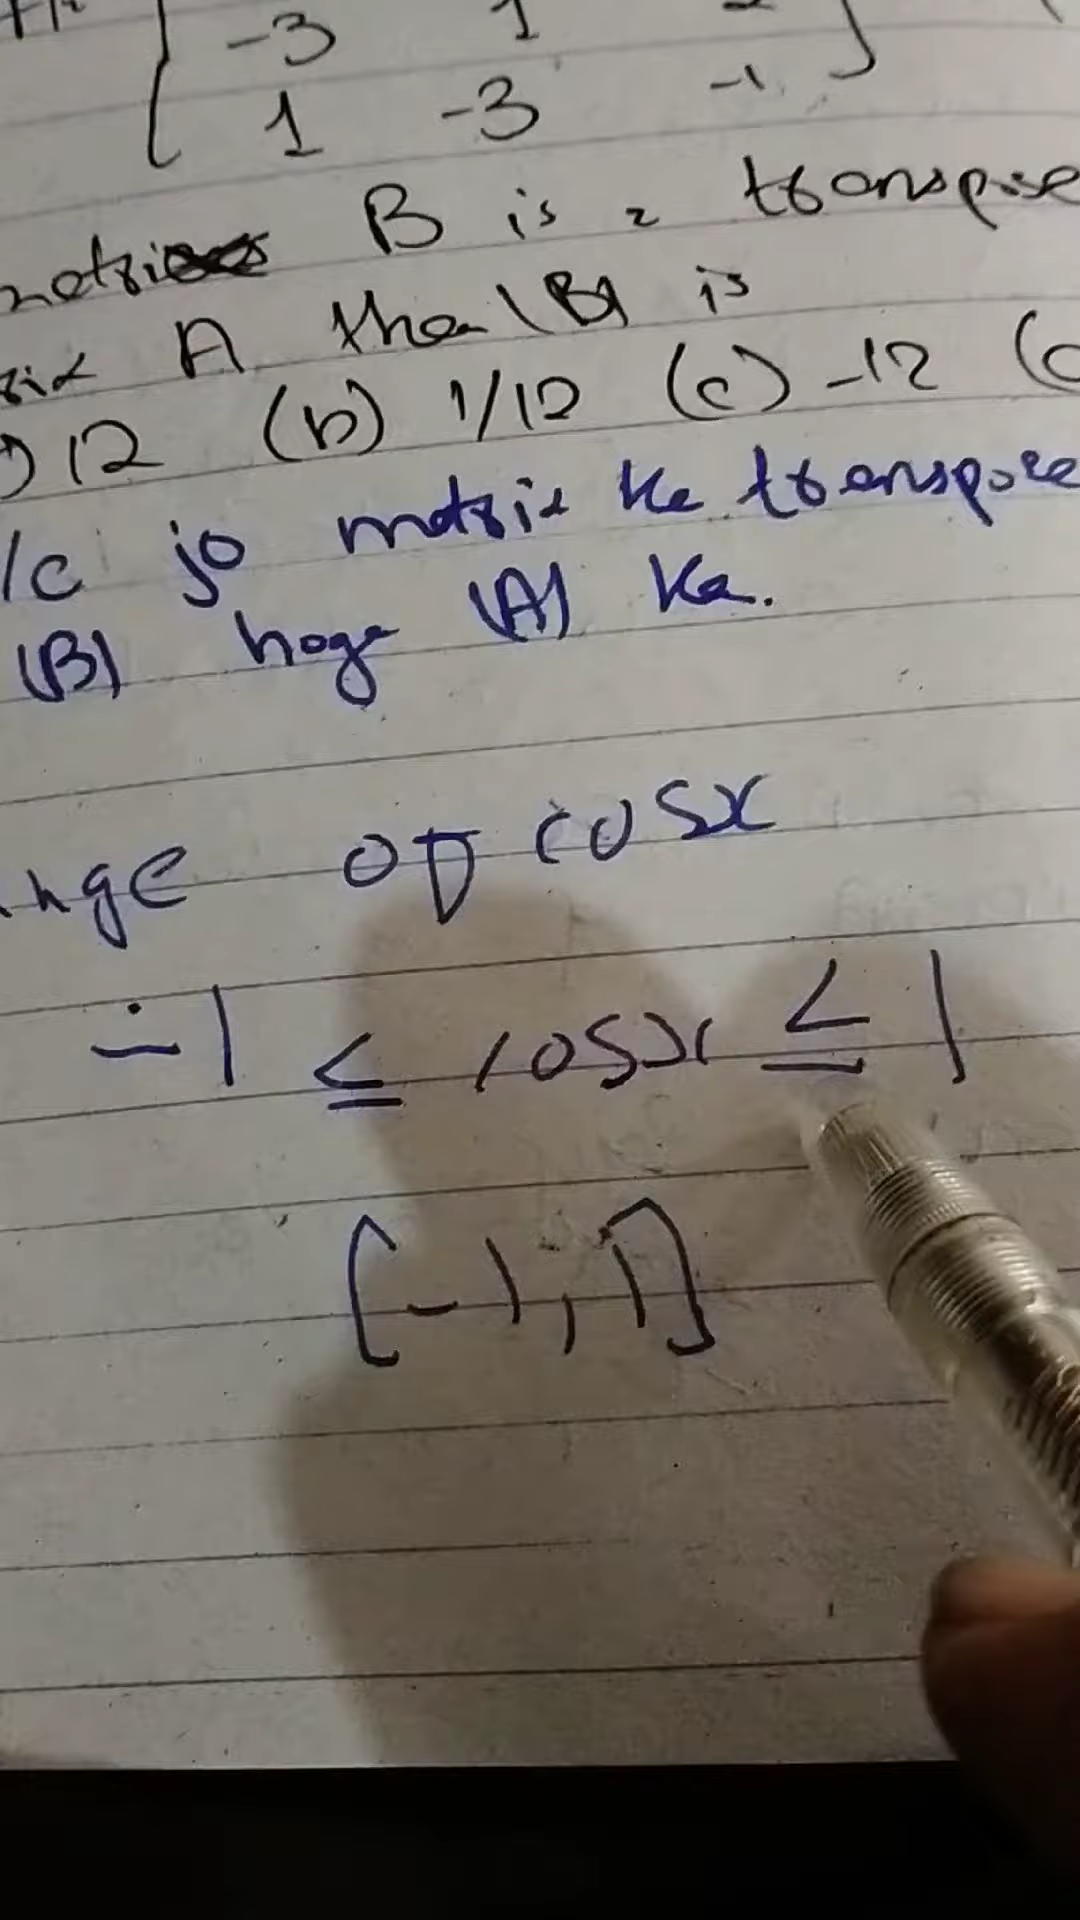 -3 1
1 -3 -1
B is a transpose
A then |B| is
) 12 (b) 1/12 (c) -12 (
/c jo matrix ke transpose
|B| hoga |A| ka.
nge of cosx
-1 ≤ cosx ≤ 1
[-1, 1]